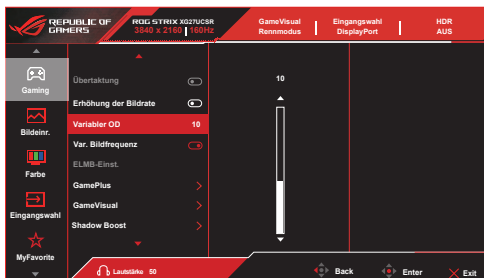 REPUBLIC OF
GAMERS
ROG STRIX XG27UCSR
3840 x 2160 160Hz
GameVisual
Rennmodus
Eingangswahl
DisplayPort
HDR
AUS
Gaming
Bildeinr.
Farbe
Eingangswahl
MyFavorite
Übertaktung
Erhöhung der Bildrate
Variabler OD 10
Var. Bildfrequenz
ELMB-Einst.
GamePlus
GameVisual
Shadow Boost
10
Lautstärke 50
Back
Enter
Exit